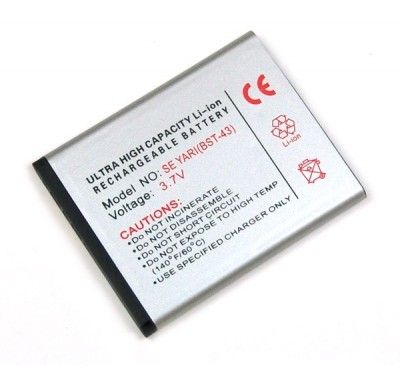 ULTRA HIGH CAPACITY Li-ion
RECHARGEABLE BATTERY
Model NO: SE YARI(BST-43)
Voltage: 3.7V
*DO NOT INCINERATE
*DO NOT DISASSEMBLE
*DO NOT SHORT CIRCUIT
*DO NOT EXPOSE TO HIGH TEMP
(140°F/60°C)
*USE SPECIFIED CHARGER
CE
Li-ion